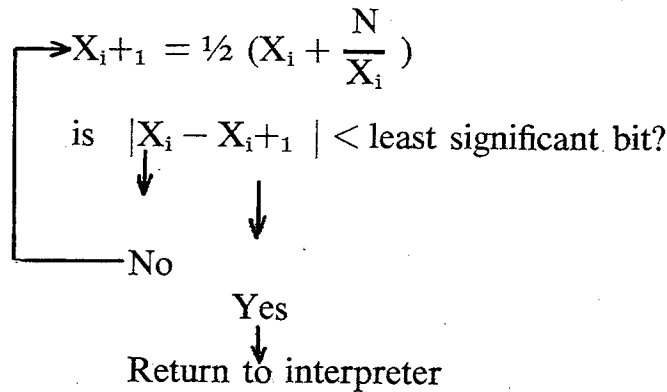 Xᵢ+₁ = ½ (Xᵢ + N/Xᵢ )
is |Xᵢ − Xᵢ+₁ | < least significant bit?
No
Yes
Return to interpreter